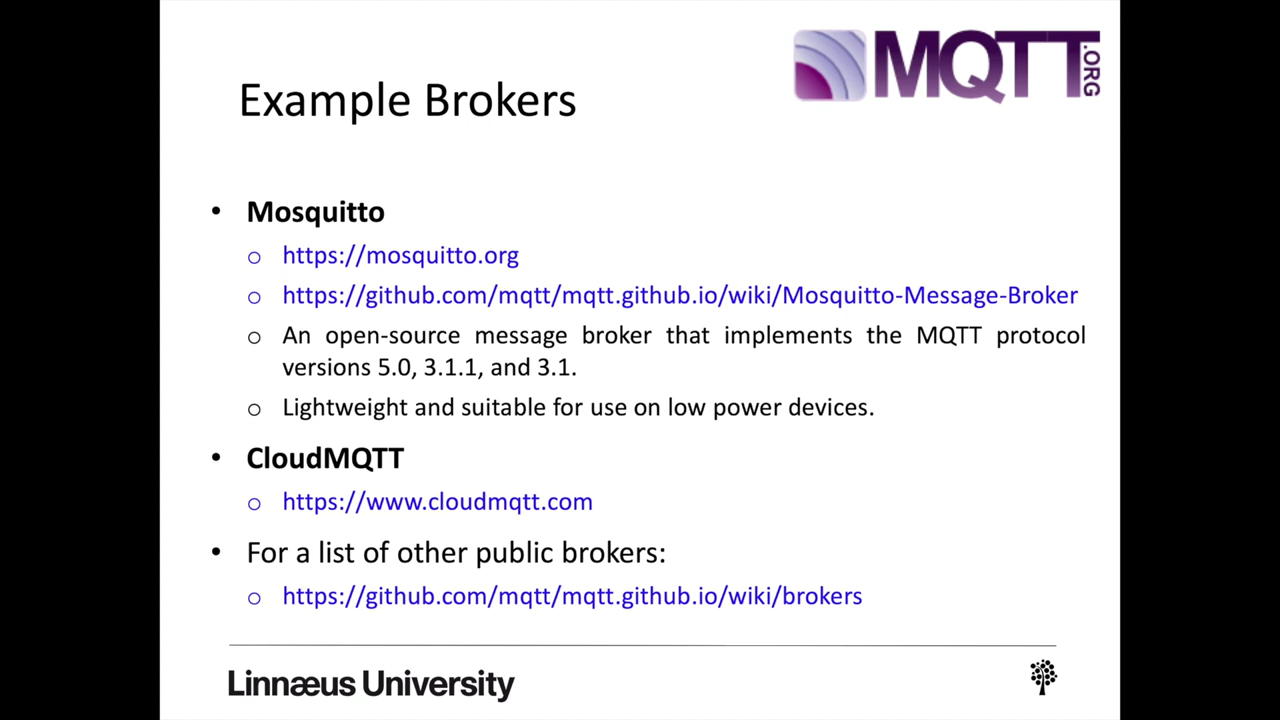 MQTT.ORG
Example Brokers
• Mosquitto
○ https://mosquitto.org
○ https://github.com/mqtt/mqtt.github.io/wiki/Mosquitto-Message-Broker
○ An open-source message broker that implements the MQTT protocol
versions 5.0, 3.1.1, and 3.1.
○ Lightweight and suitable for use on low power devices.
• CloudMQTT
○ https://www.cloudmqtt.com
• For a list of other public brokers:
○ https://github.com/mqtt/mqtt.github.io/wiki/brokers
Linnæus University